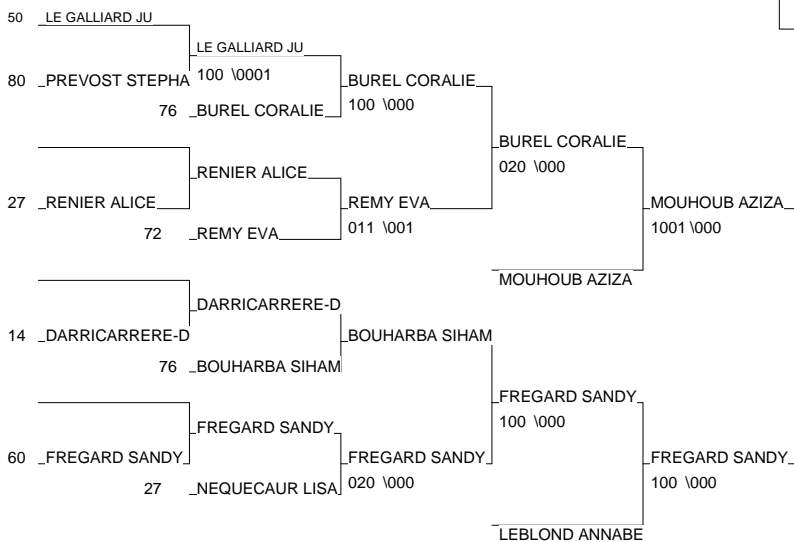 50 LE GALLIARD JU
LE GALLIARD JU
80 PREVOST STEPHA 100 \0001 BUREL CORALIE
76 BUREL CORALIE 100 \000
BUREL CORALIE
020 \000
RENIER ALICE
27 RENIER ALICE REMY EVA MOUHOUB AZIZA
72 REMY EVA 011 \001 1001 \000
MOUHOUB AZIZA
DARRICARRERE-D
14 DARRICARRERE-D BOUHARBA SIHAM
76 BOUHARBA SIHAM
FREGARD SANDY
100 \000
FREGARD SANDY
60 FREGARD SANDY FREGARD SANDY FREGARD SANDY
27 NEQUECAUR LISA 020 \000 100 \000
LEBLOND ANNABE